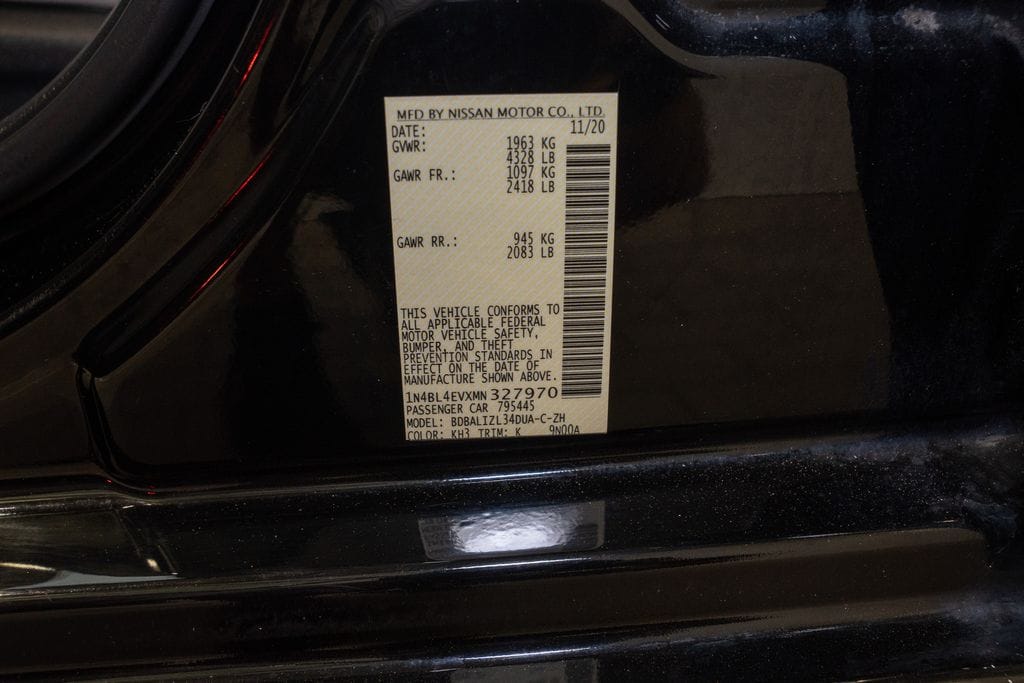 MFD BY NISSAN MOTOR CO., LTD.
DATE: 11/20
GVWR: 1963 KG
4328 LB
GAWR FR.: 1097 KG
2418 LB
GAWR RR.: 945 KG
2083 LB
THIS VEHICLE CONFORMS TO
ALL APPLICABLE FEDERAL
MOTOR VEHICLE SAFETY,
BUMPER, AND THEFT
PREVENTION STANDARDS IN
EFFECT ON THE DATE OF
MANUFACTURE SHOWN ABOVE.
1N4BL4EVXMN327970
PASSENGER CAR 795445
MODEL: BDBALIZL34DUA-C-ZH
COLOR: KH3 TRIM: K 9N00A